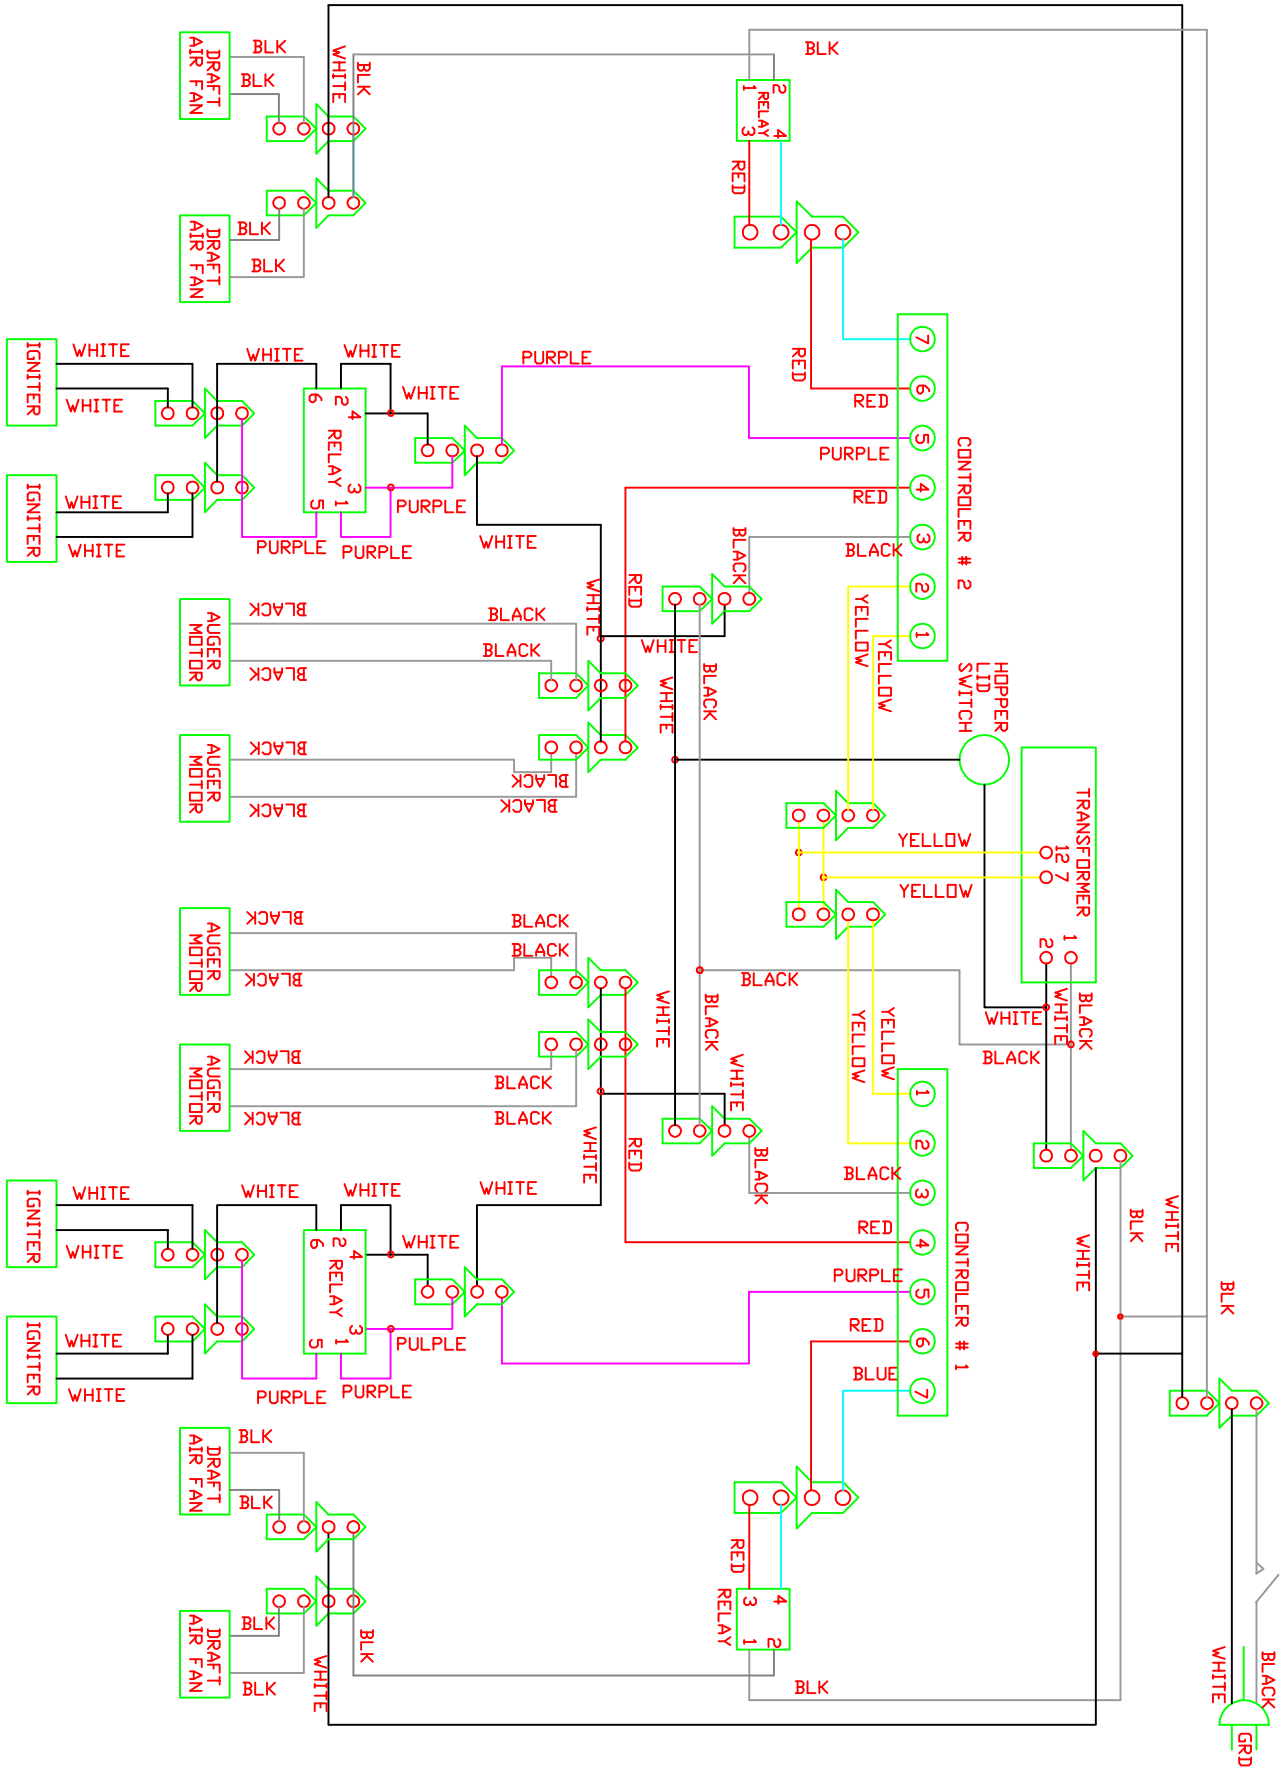 BLK
DRAFT
AIR FAN
BLK
WHITE
BLK
BLK
1
2
RELAY
3
4
RED
DRAFT
AIR FAN
BLK
BLK
7
RED
6
RED
5
PURPLE
4
RED
3
BLACK
2
1
CONTROLER # 2
YELLOW
YELLOW
IGNITER
WHITE
WHITE
WHITE
WHITE
WHITE
PURPLE
6
2
4
RELAY
3
5
1
PURPLE
PURPLE
PURPLE
WHITE
IGNITER
WHITE
WHITE
AUGER
MOTOR
BLACK
BLACK
BLACK
BLACK
WHITE
RED
BLACK
WHITE
WHITE
BLACK
AUGER
MOTOR
BLACK
BLACK
BLACK
BLACK
HOPPER
LID
SWITCH
TRANSFORMER
12
7
2
1
YELLOW
YELLOW
AUGER
MOTOR
BLACK
BLACK
BLACK
BLACK
WHITE
BLACK
BLACK
WHITE
WHITE
BLACK
BLACK
AUGER
MOTOR
BLACK
BLACK
BLACK
BLACK
WHITE
RED
WHITE
BLACK
YELLOW
YELLOW
1
2
3
BLACK
4
RED
5
PURPLE
6
RED
7
BLUE
CONTROLER # 1
WHITE
BLK
WHITE
BLK
IGNITER
WHITE
WHITE
WHITE
WHITE
WHITE
WHITE
6
2
4
RELAY
3
5
1
PULPLE
PURPLE
PURPLE
IGNITER
WHITE
WHITE
DRAFT
AIR FAN
BLK
BLK
RED
RELAY
3
4
1
2
BLK
DRAFT
AIR FAN
BLK
BLK
WHITE
BLK
WHITE
BLACK
GRD